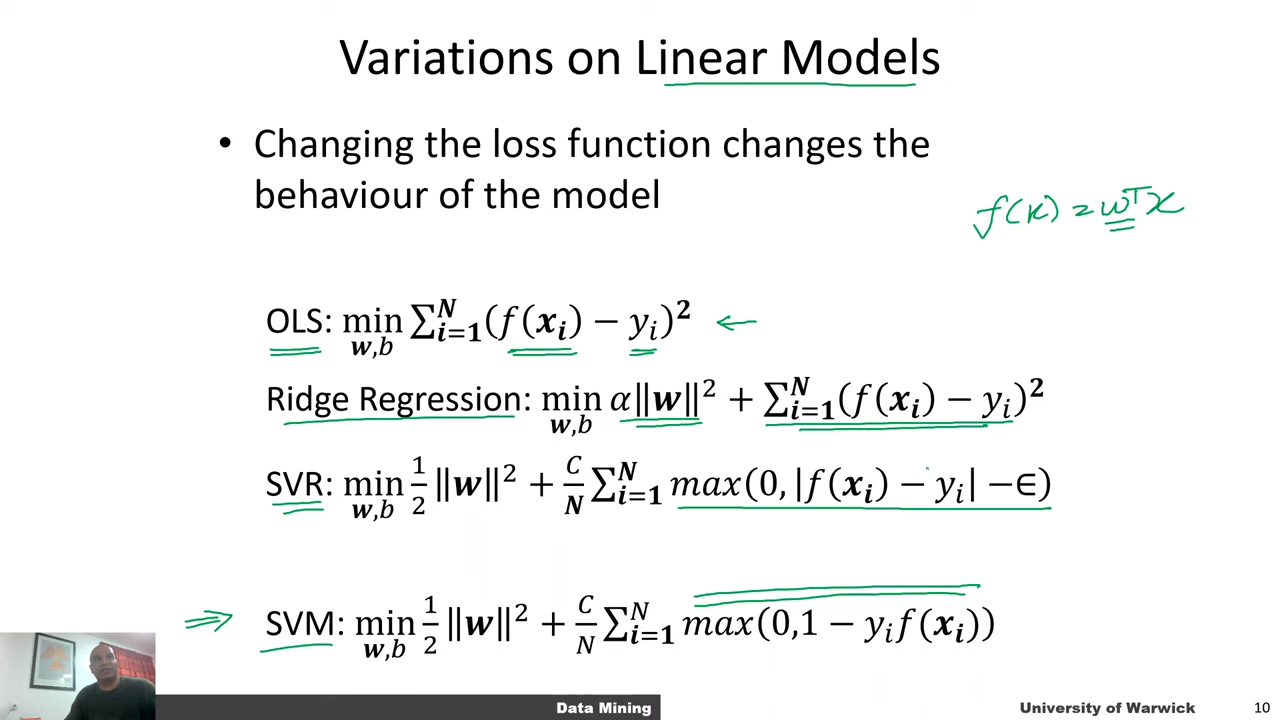 Variations on Linear Models
• Changing the loss function changes the
behaviour of the model
f(x) = wᵀx
OLS: min_{w,b} ∑_{i=1}^{N} (f(x_i) − y_i)²
Ridge Regression: min_{w,b} α‖w‖² + ∑_{i=1}^{N} (f(x_i) − y_i)²
SVR: min_{w,b} 1/2 ‖w‖² + C/N ∑_{i=1}^{N} max(0, |f(x_i) − y_i| −∈)
SVM: min_{w,b} 1/2 ‖w‖² + C/N ∑_{i=1}^{N} max(0,1 − y_i f(x_i))
Data Mining
University of Warwick 10